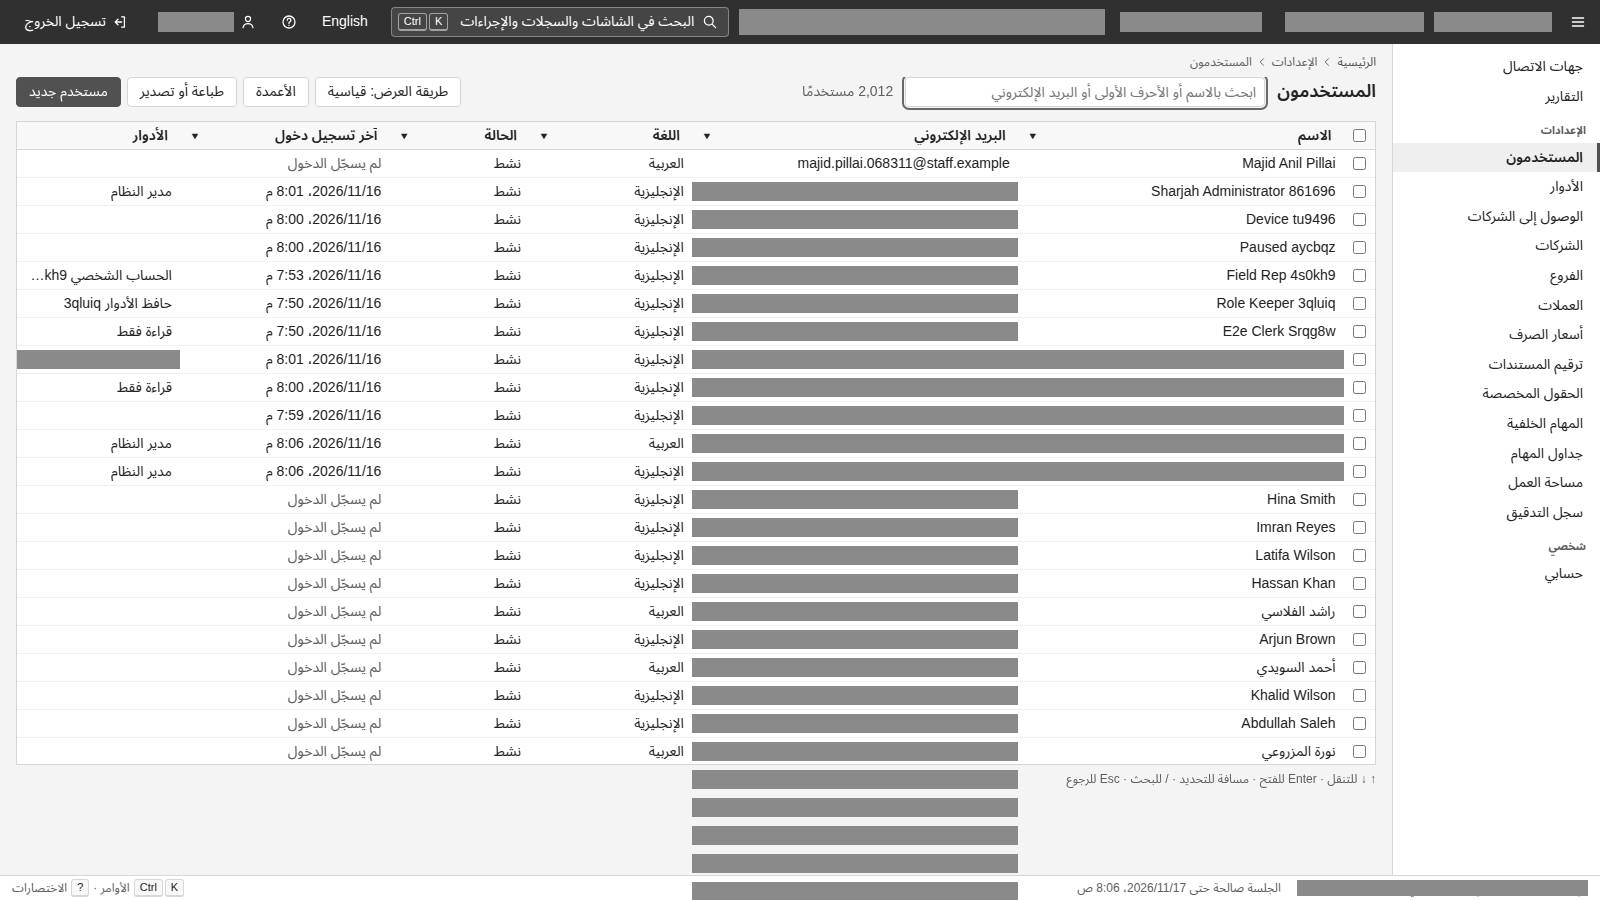 البحث في الشاشات والسجلات والإجراءات Ctrl K
English
تسجيل الخروج
جهات الاتصال
التقارير
الإعدادات
المستخدمون
الأدوار
الوصول إلى الشركات
الشركات
الفروع
العملات
أسعار الصرف
ترقيم المستندات
الحقول المخصصة
المهام الخلفية
جداول المهام
مساحة العمل
سجل التدقيق
شخصي
حسابي
الرئيسية › الإعدادات › المستخدمون
المستخدمون
ابحث بالاسم أو الأحرف الأولى أو البريد الإلكتروني
2,012 مستخدمًا
طريقة العرض: قياسية
الأعمدة
طباعة أو تصدير
مستخدم جديد
الاسم ▼ البريد الإلكتروني ▼ اللغة ▼ الحالة ▼ آخر تسجيل دخول ▼ الأدوار
Majid Anil Pillai majid.pillai.068311@staff.example العربية نشط لم يسجّل الدخول
Sharjah Administrator 861696 الإنجليزية نشط 2026/11/16، 8:01 م مدير النظام
Device tu9496 الإنجليزية نشط 2026/11/16، 8:00 م
Paused aycbqz الإنجليزية نشط 2026/11/16، 8:00 م
Field Rep 4s0kh9 الإنجليزية نشط 2026/11/16، 7:53 م الحساب الشخصي kh9…
Role Keeper 3qluiq الإنجليزية نشط 2026/11/16، 7:50 م حافظ الأدوار 3qluiq
E2e Clerk Srqg8w الإنجليزية نشط 2026/11/16، 7:50 م قراءة فقط
الإنجليزية نشط 2026/11/16، 8:01 م
الإنجليزية نشط 2026/11/16، 8:00 م قراءة فقط
الإنجليزية نشط 2026/11/16، 7:59 م
العربية نشط 2026/11/16، 8:06 م مدير النظام
الإنجليزية نشط 2026/11/16، 8:06 م مدير النظام
Hina Smith الإنجليزية نشط لم يسجّل الدخول
Imran Reyes الإنجليزية نشط لم يسجّل الدخول
Latifa Wilson الإنجليزية نشط لم يسجّل الدخول
Hassan Khan الإنجليزية نشط لم يسجّل الدخول
راشد الفلاسي العربية نشط لم يسجّل الدخول
Arjun Brown الإنجليزية نشط لم يسجّل الدخول
أحمد السويدي العربية نشط لم يسجّل الدخول
Khalid Wilson الإنجليزية نشط لم يسجّل الدخول
Abdullah Saleh الإنجليزية نشط لم يسجّل الدخول
نورة المزروعي العربية نشط لم يسجّل الدخول
↑ ↓ للتنقل · Enter للفتح · مسافة للتحديد · / للبحث · Esc للرجوع
الجلسة صالحة حتى 2026/11/17، 8:06 ص
Ctrl K الأوامر · ? الاختصارات